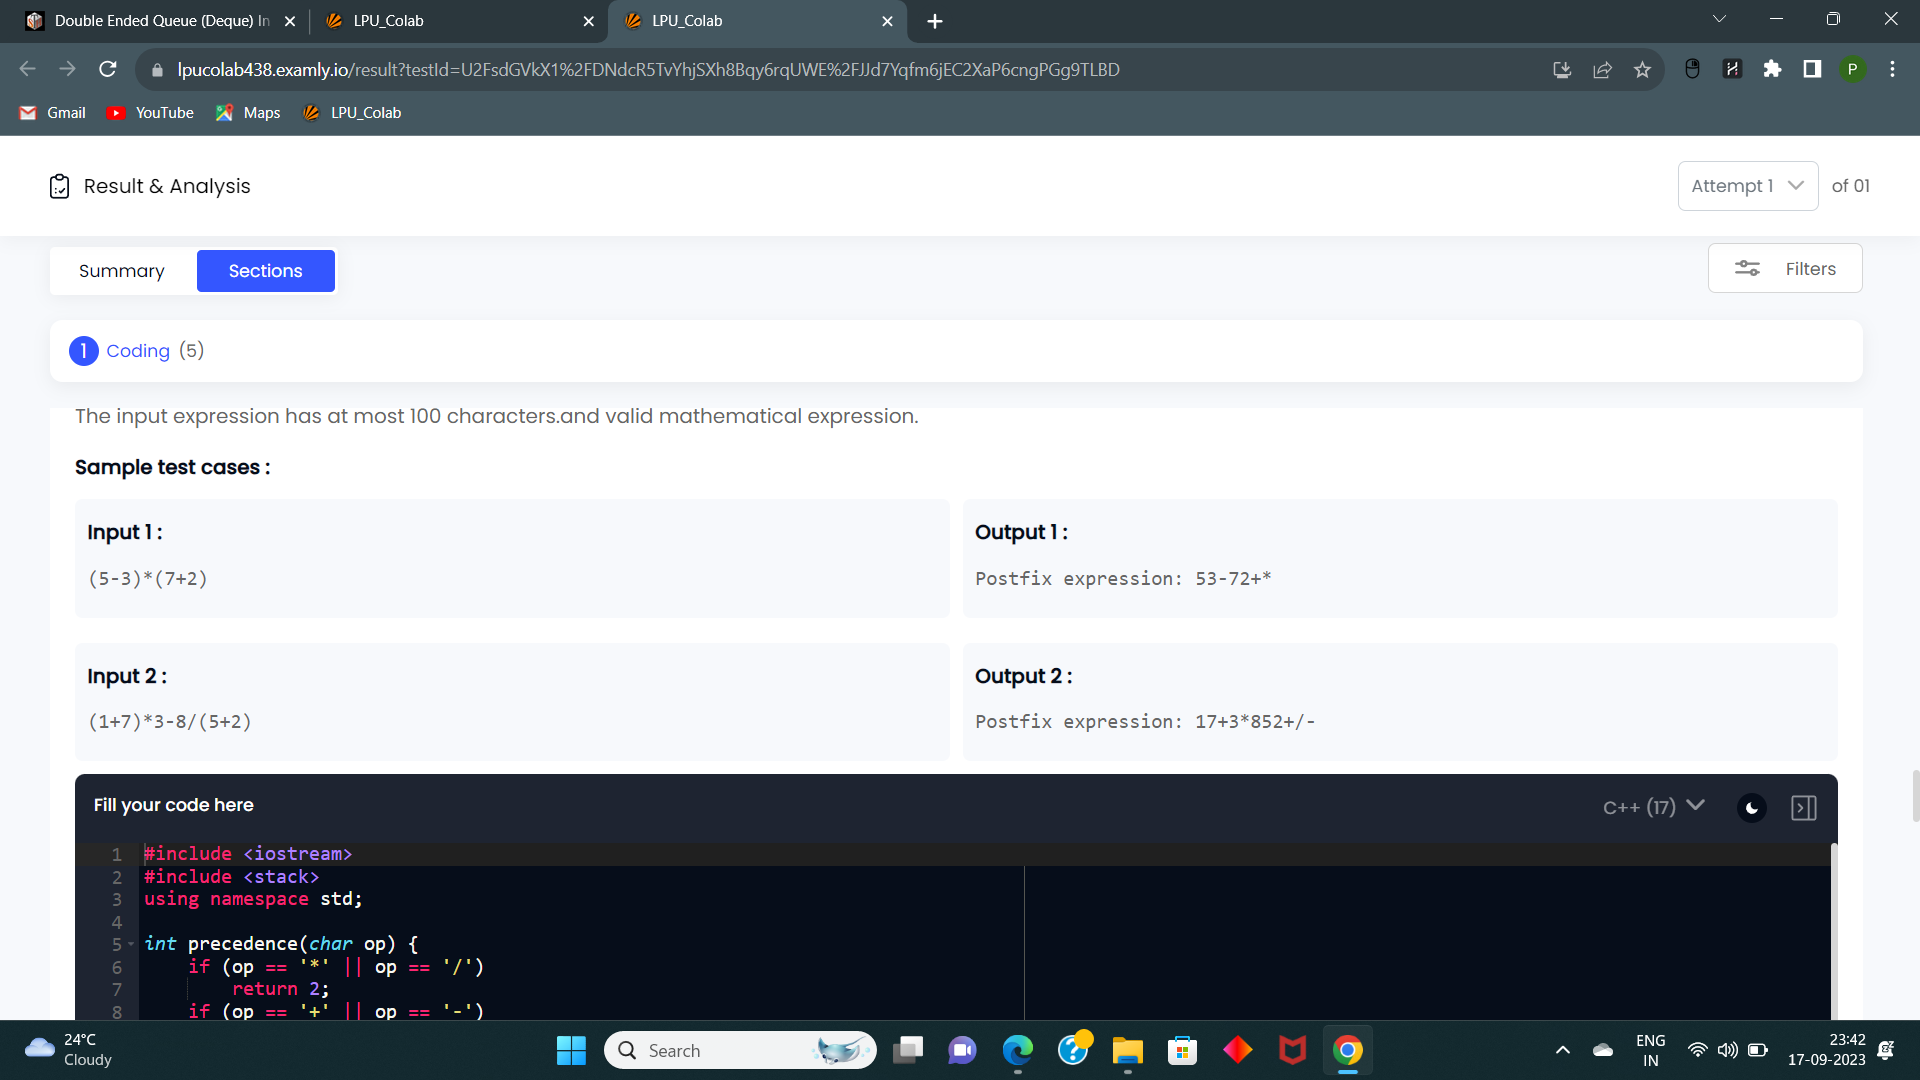 Double Ended Queue (Deque) In
LPU_Colab
LPU_Colab
lpucolab438.examly.io/result?testId=U2FsdGVkX1%2FDNdcR5TvYhjSXh8Bqy6rqUWE%2FJJd7Yqfm6jEC2XaP6cngPGg9TLBD
P
Gmail
YouTube
Maps
LPU_Colab
Result & Analysis
Attempt 1
of 01
Summary
Sections
Filters
1 Coding (5)
The input expression has at most 100 characters.and valid mathematical expression.
Sample test cases :
Input 1 :
(5-3)*(7+2)
Output 1 :
Postfix expression: 53-72+*
Input 2 :
(1+7)*3-8/(5+2)
Output 2 :
Postfix expression: 17+3*852+/-
Fill your code here
C++ (17)
1 #include <iostream>
2 #include <stack>
3 using namespace std;
4
5 int precedence(char op) {
6 if (op == '*' || op == '/')
7 return 2;
8 if (op == '+' || op == '-')
24°C
Cloudy
Search
ENG
IN
23:42
17-09-2023